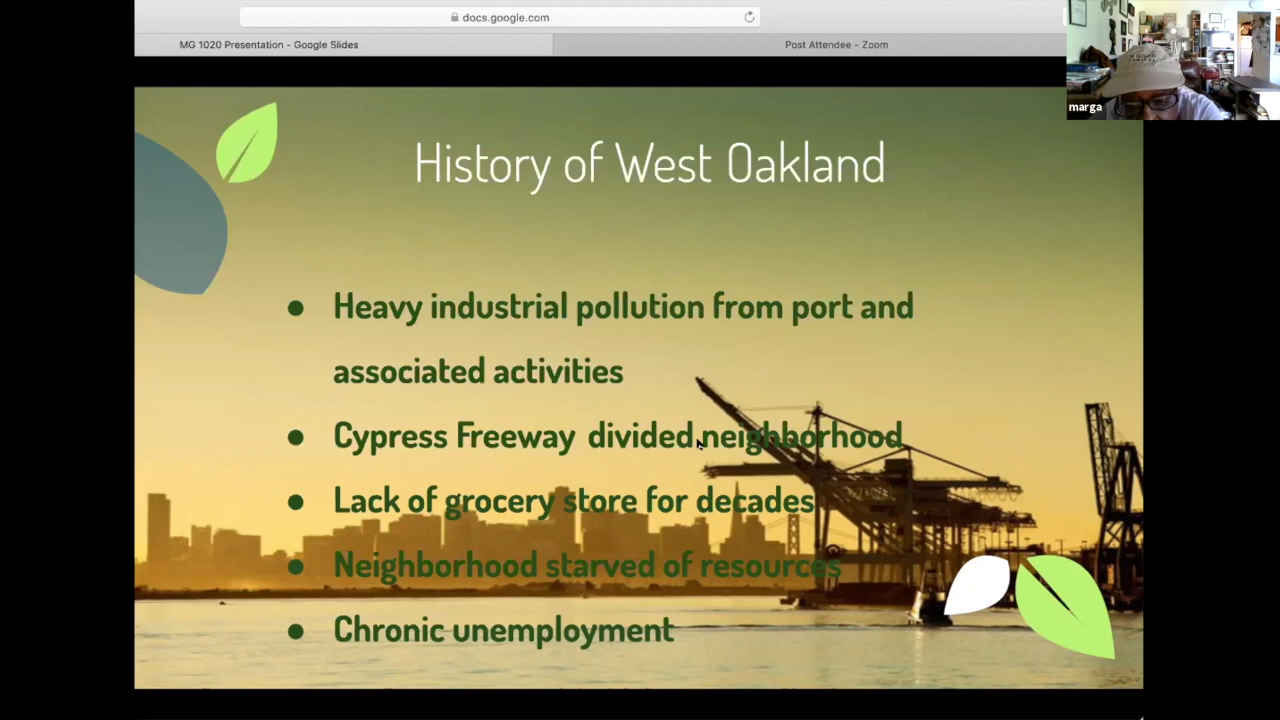 docs.google.com
MG 1020 Presentation - Google Slides
Post Attendee - Zoom
marga
History of West Oakland
● Heavy industrial pollution from port and
associated activities
● Cypress Freeway divided neighborhood
● Lack of grocery store for decades
● Neighborhood starved of resources
● Chronic unemployment